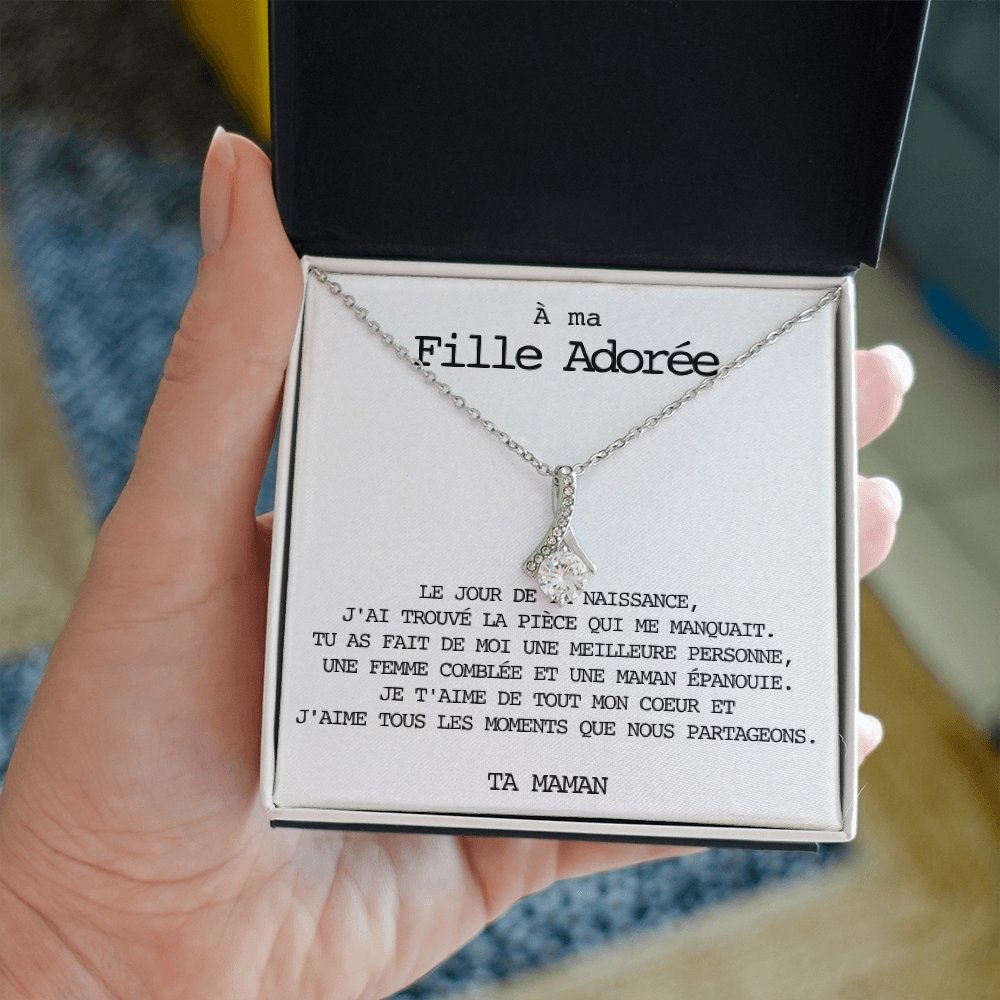 À ma
Fille Adorée
LE JOUR DE NAISSANCE,
J'AI TROUVÉ LA PIÈCE QUI ME MANQUAIT.
TU AS FAIT DE MOI UNE MEILLEURE PERSONNE,
UNE FEMME COMBLÉE ET UNE MAMAN ÉPANOUIE.
JE T'AIME DE TOUT MON COEUR ET
J'AIME TOUS LES MOMENTS QUE NOUS PARTAGEONS.
TA MAMAN